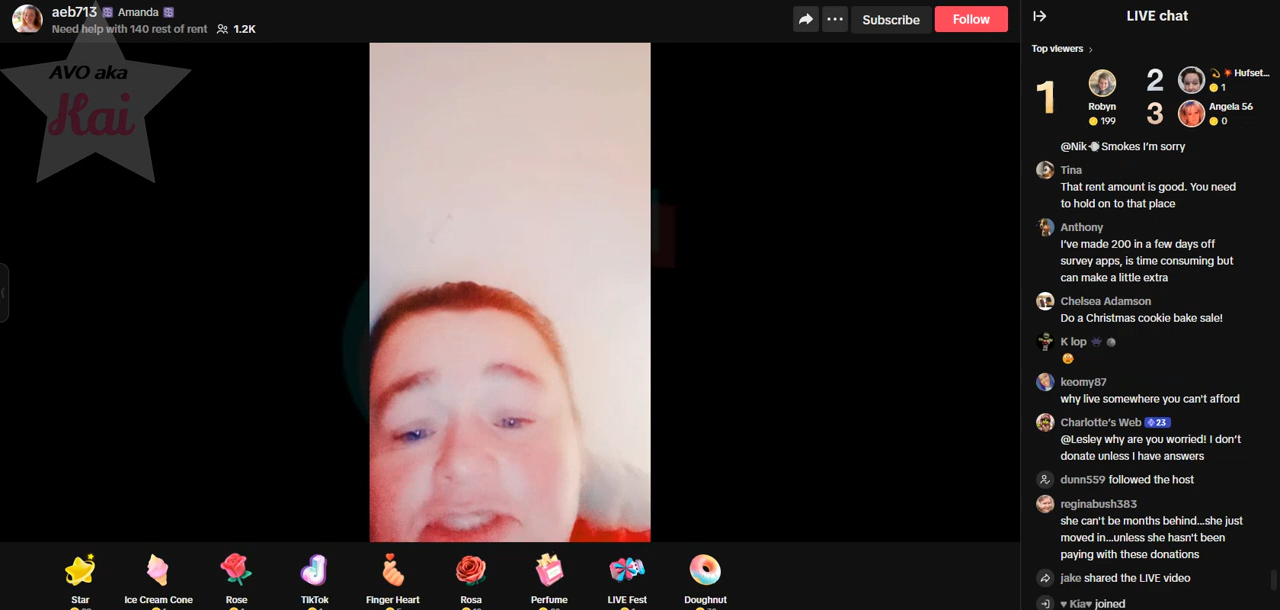 aeb713 Amanda
Need help with 140 rest of rent 1.2K
Subscribe
Follow
AVO aka
Kai
Star
Ice Cream Cone
Rose
TikTok
Finger Heart
Rosa
Perfume
LIVE Fest
Doughnut
LIVE chat
Top viewers >
1
Robyn
199
2
Hufset...
1
3
Angela 56
0
@Nik Smokes I'm sorry
Tina
That rent amount is good. You need
to hold on to that place
Anthony
I've made 200 in a few days off
survey apps, is time consuming but
can make a little extra
Chelsea Adamson
Do a Christmas cookie bake sale!
K lop
keomy87
why live somewhere you can't afford
Charlotte's Web 23
@Lesley why are you worried! I don't
donate unless I have answers
dunn559 followed the host
reginabush383
she can't be months behind...she just
moved in...unless she hasn't been
paying with these donations
jake shared the LIVE video
♥ Kia♥ joined